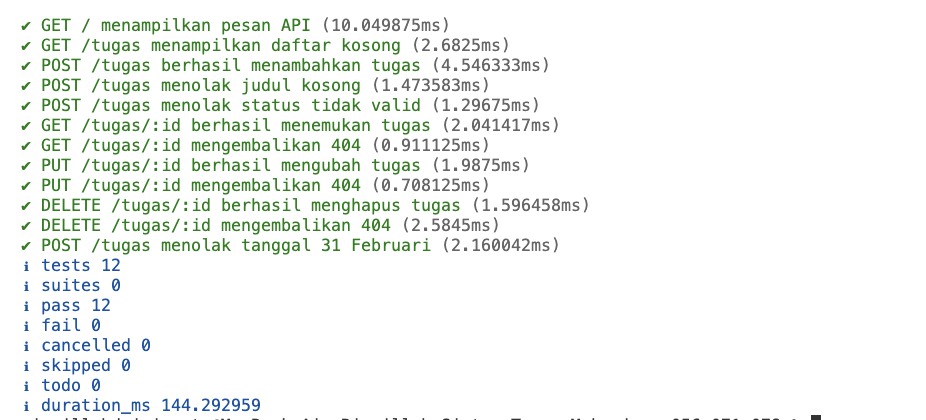 ✔ GET / menampilkan pesan API (10.049875ms)
✔ GET /tugas menampilkan daftar kosong (2.6825ms)
✔ POST /tugas berhasil menambahkan tugas (4.546333ms)
✔ POST /tugas menolak judul kosong (1.473583ms)
✔ POST /tugas menolak status tidak valid (1.29675ms)
✔ GET /tugas/:id berhasil menemukan tugas (2.041417ms)
✔ GET /tugas/:id mengembalikan 404 (0.911125ms)
✔ PUT /tugas/:id berhasil mengubah tugas (1.9875ms)
✔ PUT /tugas/:id mengembalikan 404 (0.708125ms)
✔ DELETE /tugas/:id berhasil menghapus tugas (1.596458ms)
✔ DELETE /tugas/:id mengembalikan 404 (2.5845ms)
✔ POST /tugas menolak tanggal 31 Februari (2.160042ms)
ℹ tests 12
ℹ suites 0
ℹ pass 12
ℹ fail 0
ℹ cancelled 0
ℹ skipped 0
ℹ todo 0
ℹ duration_ms 144.292959